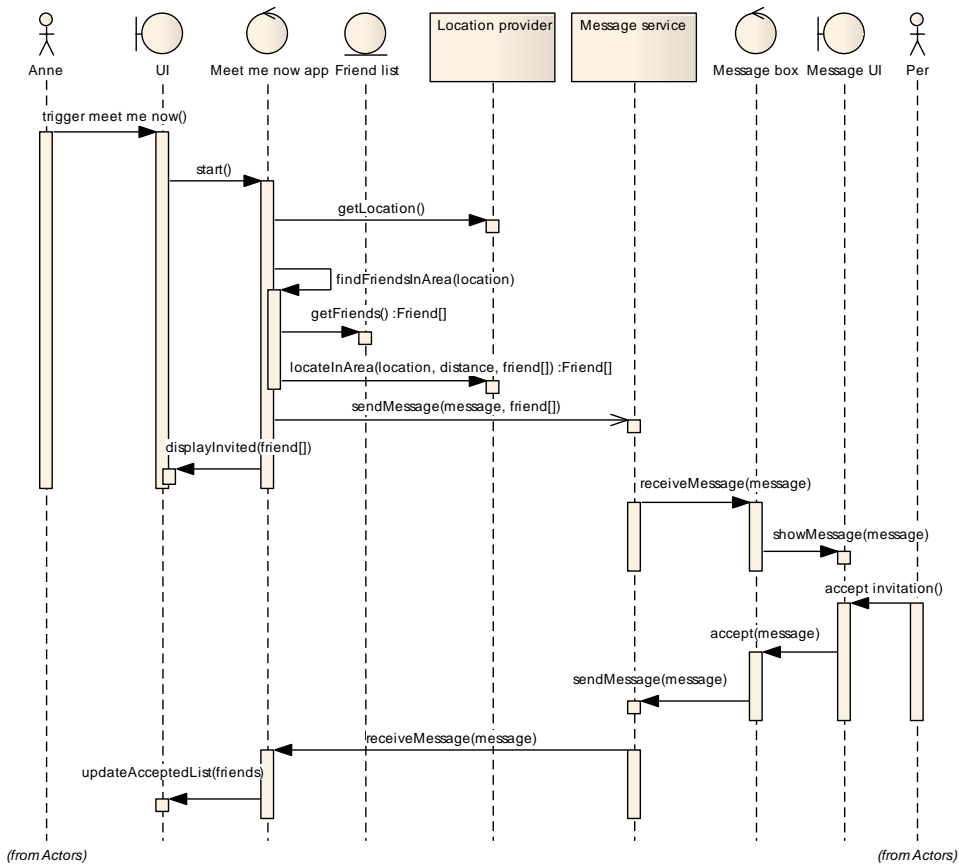 Location provider
Message service
Anne
UI
Meet me now app
Friend list
Message box
Message UI
Per
trigger meet me now()
start()
getLocation()
findFriendsInArea(location)
getFriends() :Friend[]
locateInArea(location, distance, friend[]) :Friend[]
sendMessage(message, friend[])
displayInvited(friend[])
receiveMessage(message)
showMessage(message)
accept invitation()
accept(message)
sendMessage(message)
receiveMessage(message)
updateAcceptedList(friends)
(from Actors)
(from Actors)